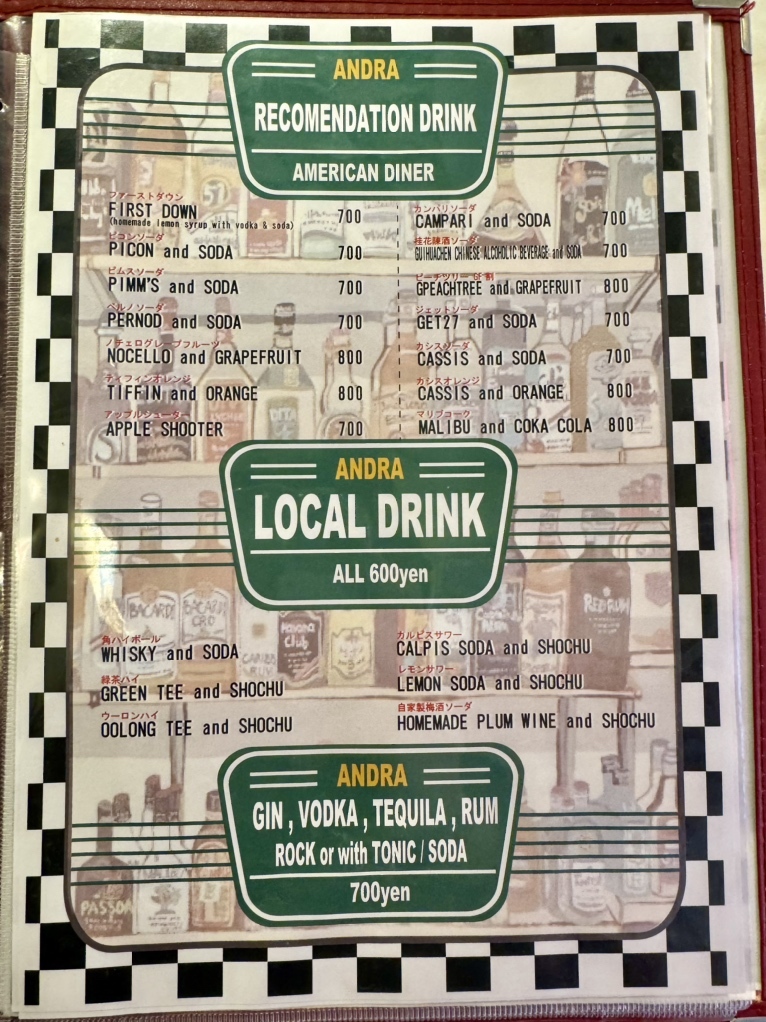 ANDRA
RECOMENDATION DRINK
AMERICAN DINER
ファーストダウン
FIRST DOWN 700
(homemade lemon syrup with vodka & soda)
ピコンソーダ
PICON and SODA 700
ピムスソーダ
PIMM'S and SODA 700
ペルノソーダ
PERNOD and SODA 700
ノチェログレープフルーツ
NOCELLO and GRAPEFRUIT 800
ティフィンオレンジ
TIFFIN and ORANGE 800
アップルシューター
APPLE SHOOTER 700
カンパリソーダ
CAMPARI and SODA 700
桂花陳酒ソーダ
GUIHUACHEN CHINESE ALCOHOLIC BEVERAGE and SODA 700
ピーチツリー GF割
GPEACHTREE and GRAPEFRUIT 800
ジェットソーダ
GET27 and SODA 700
カシスソーダ
CASSIS and SODA 700
カシスオレンジ
CASSIS and ORANGE 800
マリブコーク
MALIBU and COKA COLA 800
ANDRA
LOCAL DRINK
ALL 600yen
角ハイボール
WHISKY and SODA
緑茶ハイ
GREEN TEE and SHOCHU
ウーロンハイ
OOLONG TEE and SHOCHU
カルピスサワー
CALPIS SODA and SHOCHU
レモンサワー
LEMON SODA and SHOCHU
自家製梅酒ソーダ
HOMEMADE PLUM WINE and SHOCHU
BACARDI
BACARDI
Havana
Club
REDRUM
ANDRA
GIN , VODKA , TEQUILA , RUM
ROCK or with TONIC / SODA
700yen
PASSOA